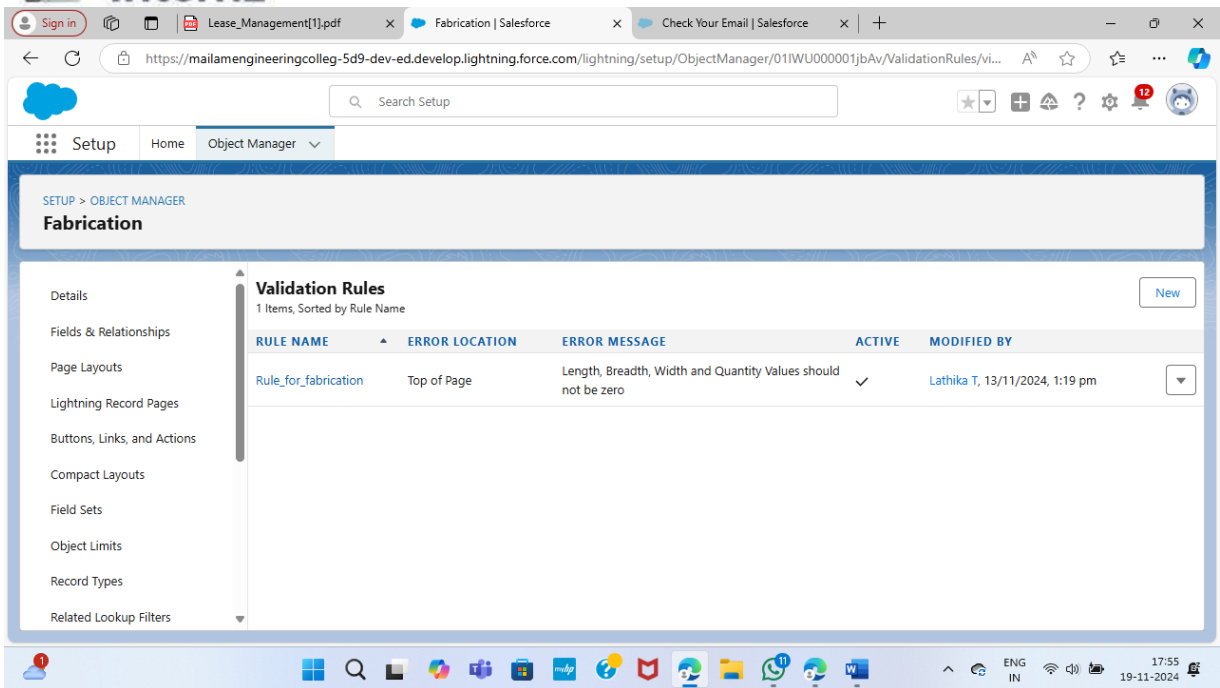 Sign in
Lease_Management[1].pdf
Fabrication | Salesforce
Check Your Email | Salesforce
https://mailamengineeringcolleg-5d9-dev-ed.develop.lightning.force.com/lightning/setup/ObjectManager/01IWU000001jbAv/ValidationRules/vi...
Search Setup
12
Setup
Home
Object Manager
SETUP > OBJECT MANAGER
Fabrication
Details
Fields & Relationships
Page Layouts
Lightning Record Pages
Buttons, Links, and Actions
Compact Layouts
Field Sets
Object Limits
Record Types
Related Lookup Filters
Validation Rules
1 Items, Sorted by Rule Name
New
RULE NAME ERROR LOCATION ERROR MESSAGE ACTIVE MODIFIED BY
Rule_for_fabrication Top of Page Length, Breadth, Width and Quantity Values should Lathika T, 13/11/2024, 1:19 pm
not be zero
1
myhp
11
ENG
IN
17:55
19-11-2024